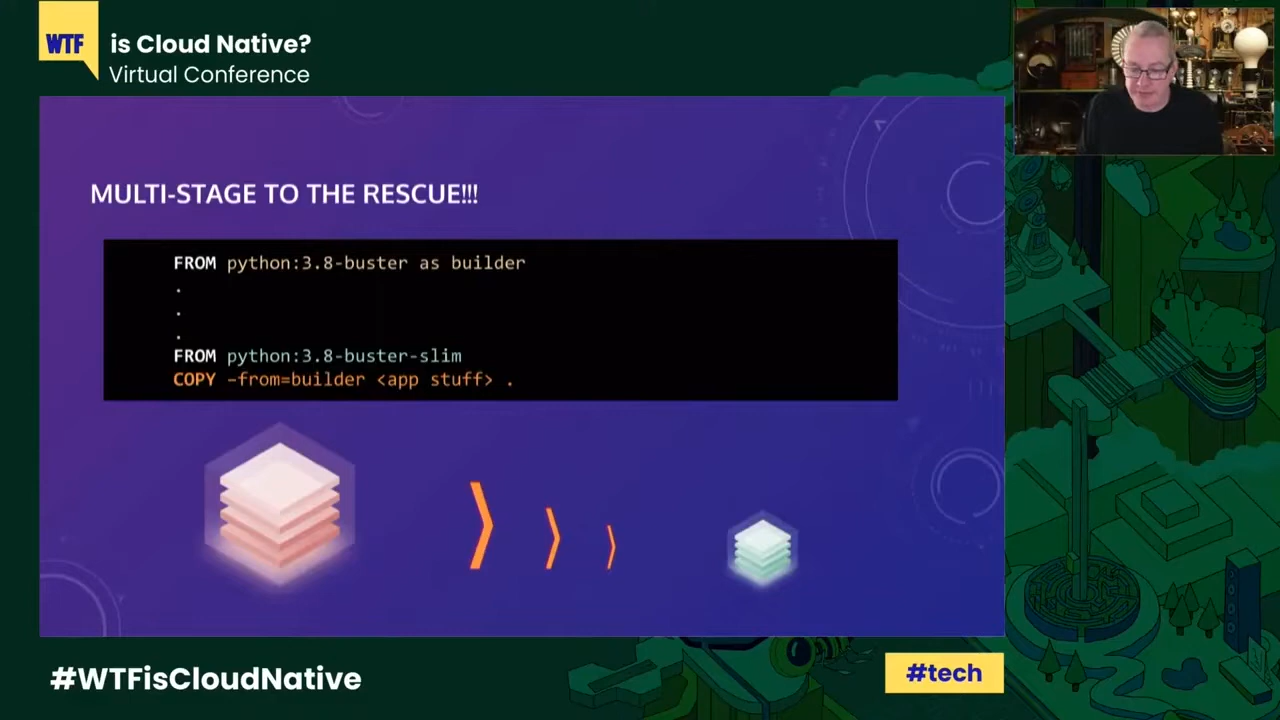 WTF is Cloud Native?
Virtual Conference
MULTI-STAGE TO THE RESCUE!!!
FROM python:3.8-buster as builder
.
.
.
FROM python:3.8-buster-slim
COPY –from=builder <app stuff> .
#WTFisCloudNative
#tech